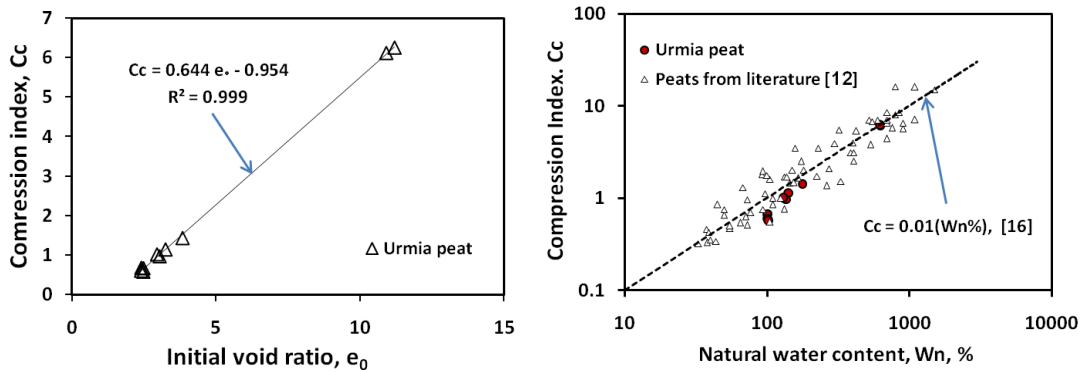 Comression index, Cc
7
6
5
4
3
2
1
0
Cc = 0.644 e∘ - 0.954
R² = 0.999
Urmia peat
0 5 10 15
Initial void ratio, e₀
Compression Index. Cc
100
10
1
0.1
Urmia peat
Peats from literature [12]
Cc = 0.01(Wn%), [16]
10 100 1000 10000
Natural water content, Wn, %